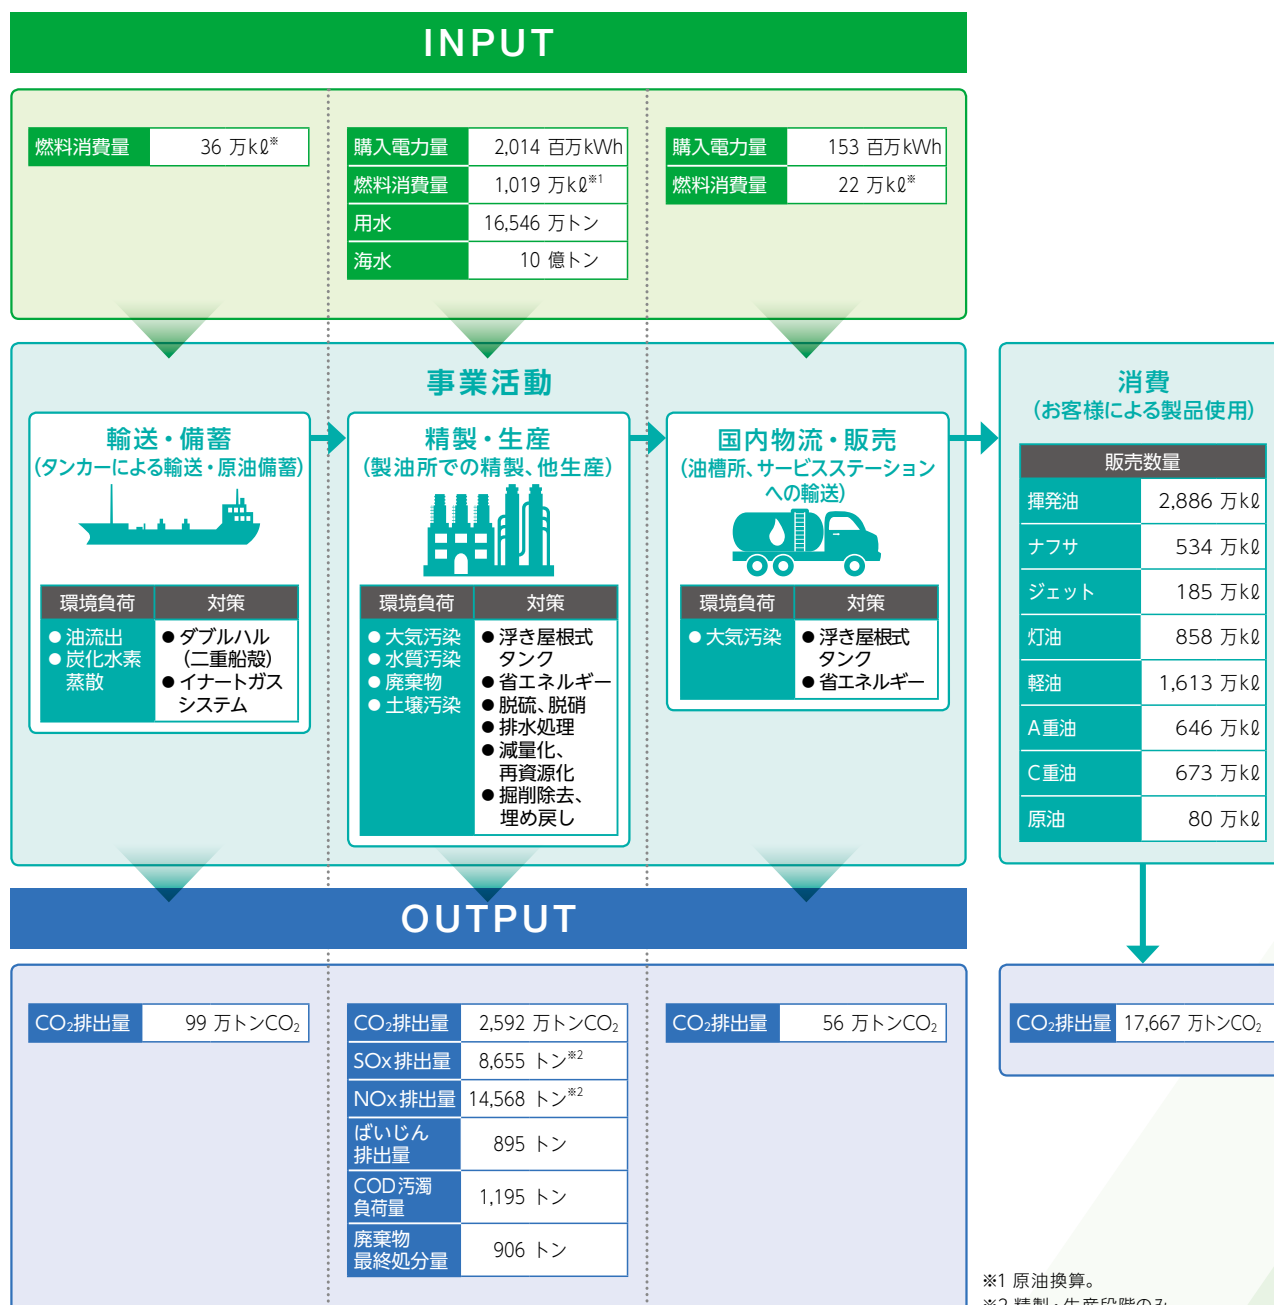 INPUT
燃料消費量 36 万kℓ※
購入電力量 2,014 百万kWh
燃料消費量 1,019 万kℓ※1
用水 16,546 万トン
海水 10 億トン
購入電力量 153 百万kWh
燃料消費量 22 万kℓ※
事業活動
輸送・備蓄
(タンカーによる輸送・原油備蓄)
環境負荷 対策
● 油流出
● 炭化水素
蒸散
● ダブルハル
(二重船殻)
● イナートガス
システム
精製・生産
(製油所での精製、他生産)
環境負荷 対策
● 大気汚染
● 水質汚染
● 廃棄物
● 土壌汚染
● 浮き屋根式
タンク
● 省エネルギー
● 脱硫、脱硝
● 排水処理
● 減量化、
再資源化
● 掘削除去、
埋め戻し
国内物流・販売
(油槽所、サービスステーション
への輸送)
環境負荷 対策
● 大気汚染
● 浮き屋根式
タンク
● 省エネルギー
消費
(お客様による製品使用)
販売数量
揮発油 2,886 万kℓ
ナフサ 534 万kℓ
ジェット 185 万kℓ
灯油 858 万kℓ
軽油 1,613 万kℓ
A重油 646 万kℓ
C重油 673 万kℓ
原油 80 万kℓ
OUTPUT
CO₂排出量 99 万トンCO₂
CO₂排出量 2,592 万トンCO₂
SOx排出量 8,655 トン※2
NOx排出量 14,568 トン※2
ばいじん
排出量 895 トン
COD汚濁
負荷量 1,195 トン
廃棄物
最終処分量 906 トン
CO₂排出量 56 万トンCO₂
CO₂排出量 17,667 万トンCO₂
※1 原油換算。
※2 精製・生産段階のみ